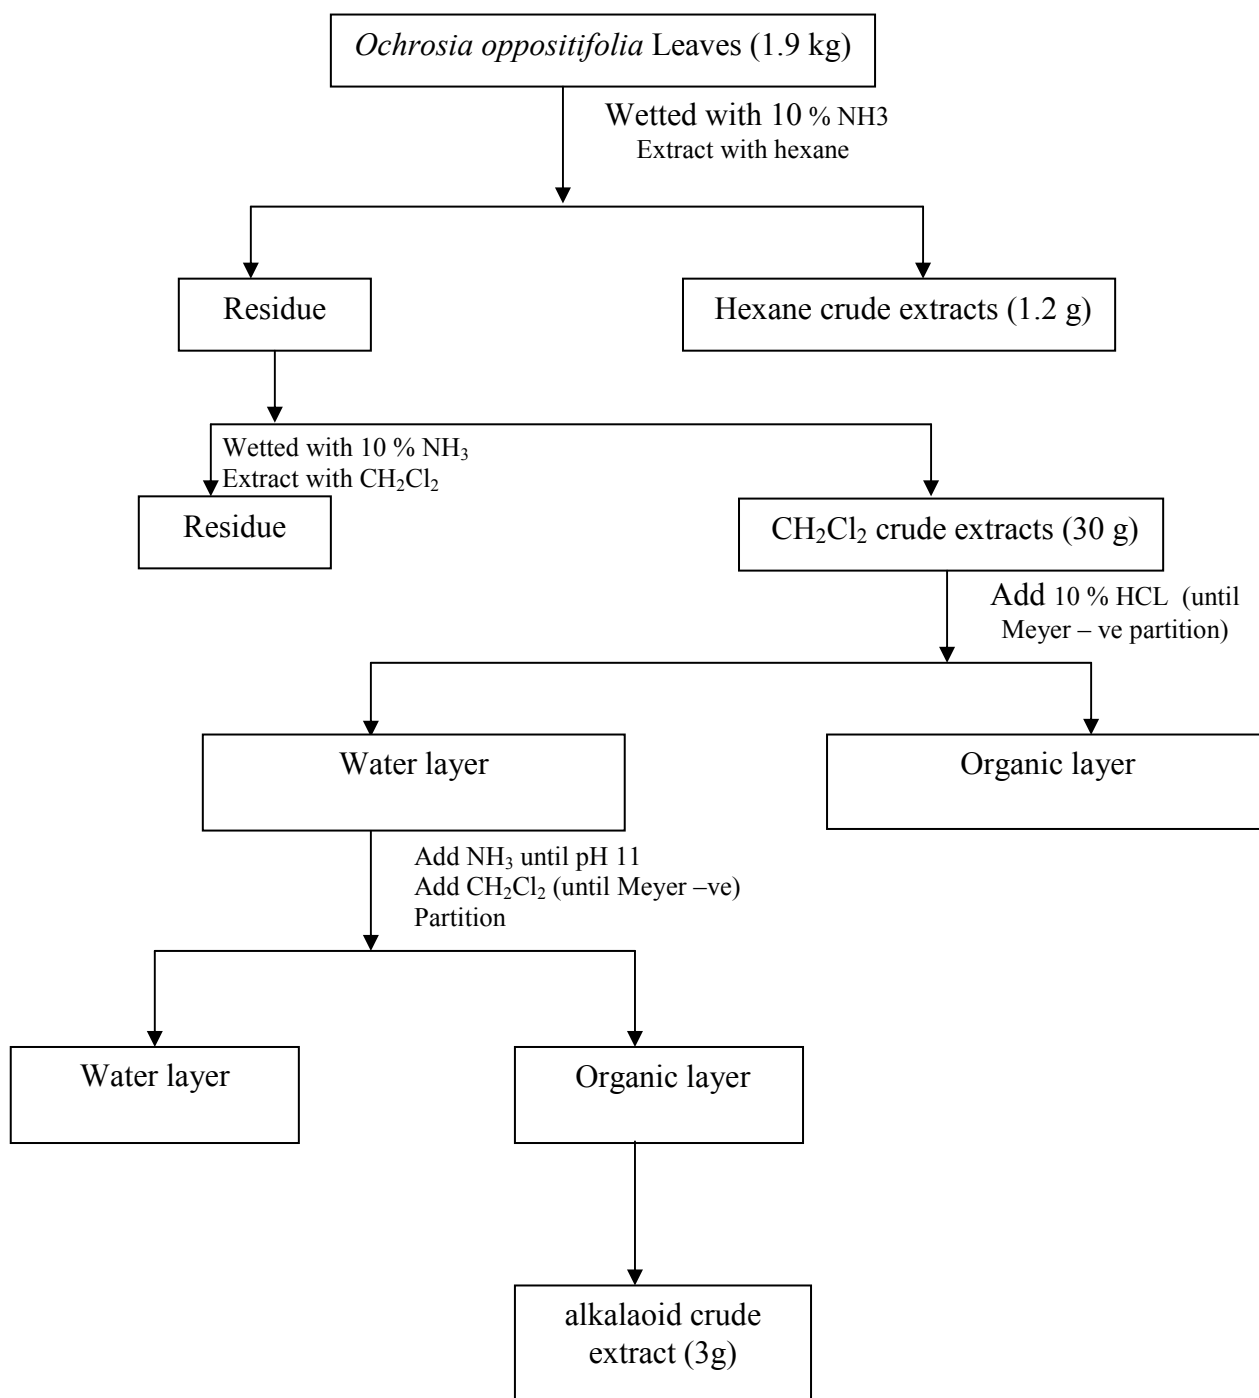 Ochrosia oppositifolia Leaves (1.9 kg)
Wetted with 10 % NH3
Extract with hexane
Residue
Hexane crude extracts (1.2 g)
Wetted with 10 % NH₃
Extract with CH₂Cl₂
Residue
CH₂Cl₂ crude extracts (30 g)
Add 10 % HCL (until
Meyer – ve partition)
Water layer
Organic layer
Add NH₃ until pH 11
Add CH₂Cl₂ (until Meyer –ve)
Partition
Water layer
Organic layer
alkalaoid crude
extract (3g)